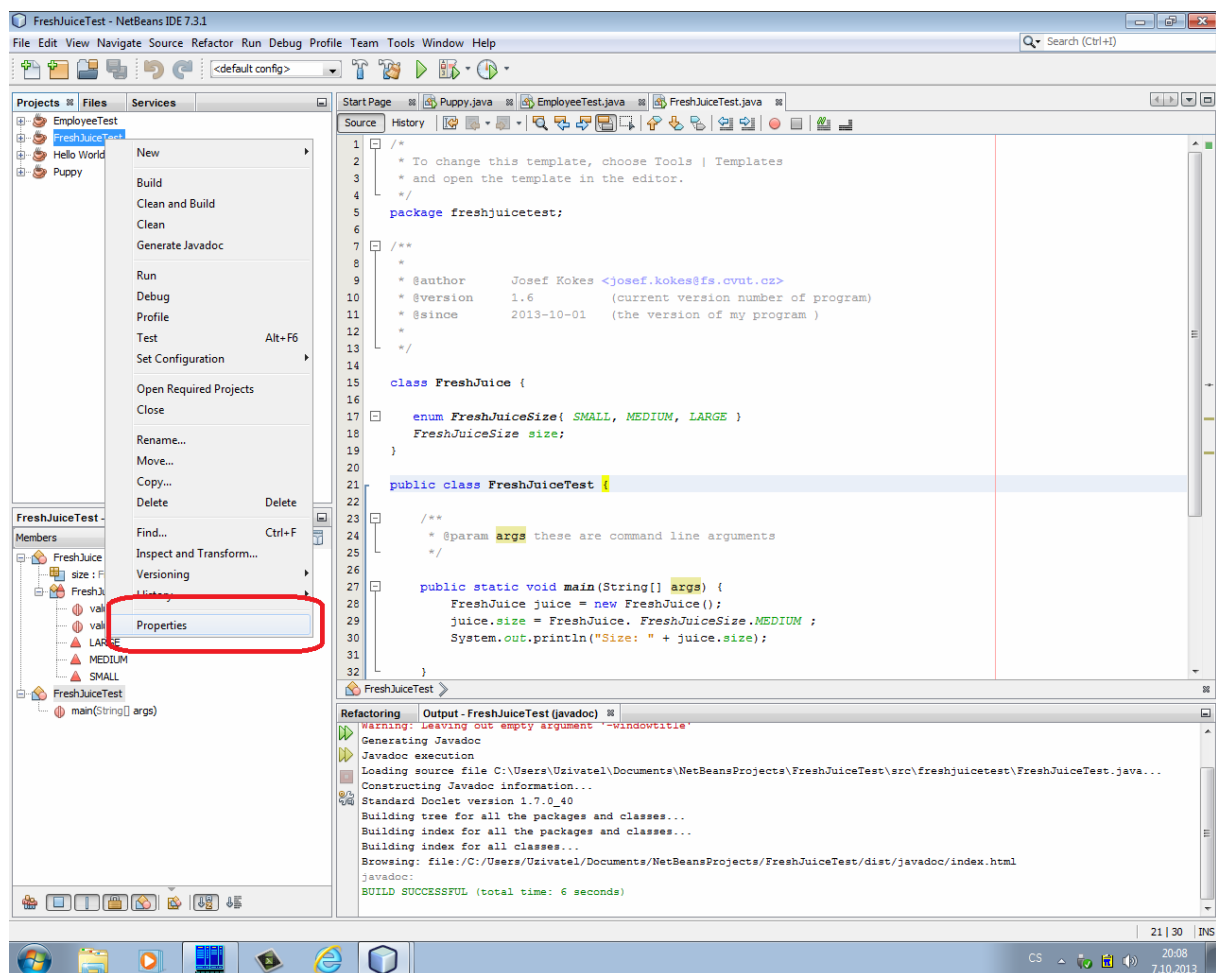 FreshJuiceTest - NetBeans IDE 7.3.1
File Edit View Navigate Source Refactor Run Debug Profile Team Tools Window Help
Search (Ctrl+I)
<default config>
Projects Files Services
EmployeeTest
FreshJuiceTest
Hello World
Puppy
New
Build
Clean and Build
Clean
Generate Javadoc
Run
Debug
Profile
Test Alt+F6
Set Configuration
Open Required Projects
Close
Rename...
Move...
Copy...
Delete Delete
Find... Ctrl+F
Inspect and Transform...
Versioning
History
Properties
FreshJuiceTest -
Members
FreshJuice
size : F
FreshJu
val
val
LARGE
MEDIUM
SMALL
FreshJuiceTest
main(String[] args)
Start Page Puppy.java EmployeeTest.java FreshJuiceTest.java
Source History
1 /*
2 * To change this template, choose Tools | Templates
3 * and open the template in the editor.
4 */
5 package freshjuicetest;
6
7 /**
8 *
9 * @author Josef Kokes <josef.kokes@fs.cvut.cz>
10 * @version 1.6 (current version number of program)
11 * @since 2013-10-01 (the version of my program )
12 *
13 */
14
15 class FreshJuice {
16
17 enum FreshJuiceSize{ SMALL, MEDIUM, LARGE }
18 FreshJuiceSize size;
19 }
20
21 public class FreshJuiceTest {
22
23 /**
24 * @param args these are command line arguments
25 */
26
27 public static void main(String[] args) {
28 FreshJuice juice = new FreshJuice();
29 juice.size = FreshJuice. FreshJuiceSize.MEDIUM ;
30 System.out.println("Size: " + juice.size);
31
32 }
FreshJuiceTest
Refactoring Output - FreshJuiceTest (javadoc)
Warning: Leaving out empty argument '-windowtitle'
Generating Javadoc
Javadoc execution
Loading source file C:\Users\Uzivatel\Documents\NetBeansProjects\FreshJuiceTest\src\freshjuicetest\FreshJuiceTest.java...
Constructing Javadoc information...
Standard Doclet version 1.7.0_40
Building tree for all the packages and classes...
Building index for all the packages and classes...
Building index for all classes...
Browsing: file:/C:/Users/Uzivatel/Documents/NetBeansProjects/FreshJuiceTest/dist/javadoc/index.html
javadoc:
BUILD SUCCESSFUL (total time: 6 seconds)
21 | 30 INS
CS
20:08
7.10.2013